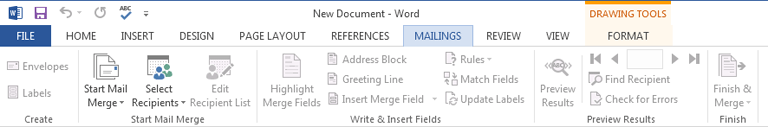 New Document - Word
DRAWING TOOLS
FILE HOME INSERT DESIGN PAGE LAYOUT REFERENCES MAILINGS REVIEW VIEW FORMAT
Envelopes
Labels
Create
Start Mail
Merge
Select
Recipients
Edit
Recipient List
Start Mail Merge
Highlight
Merge Fields
Address Block
Greeting Line
Insert Merge Field
Rules
Match Fields
Update Labels
Write & Insert Fields
ABC
Preview
Results
Find Recipient
Check for Errors
Preview Results
Finish &
Merge
Finish